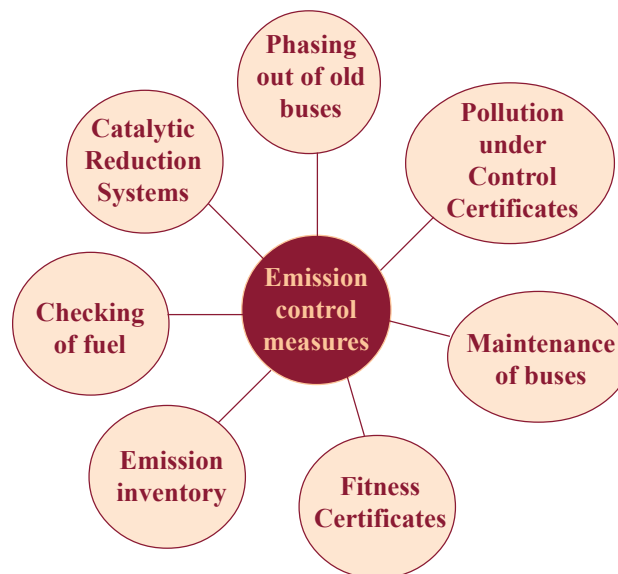 Phasing
out of old
buses
Pollution
under
Control
Certificates
Catalytic
Reduction
Systems
Emission
control
measures
Checking
of fuel
Maintenance
of buses
Emission
inventory
Fitness
Certificates